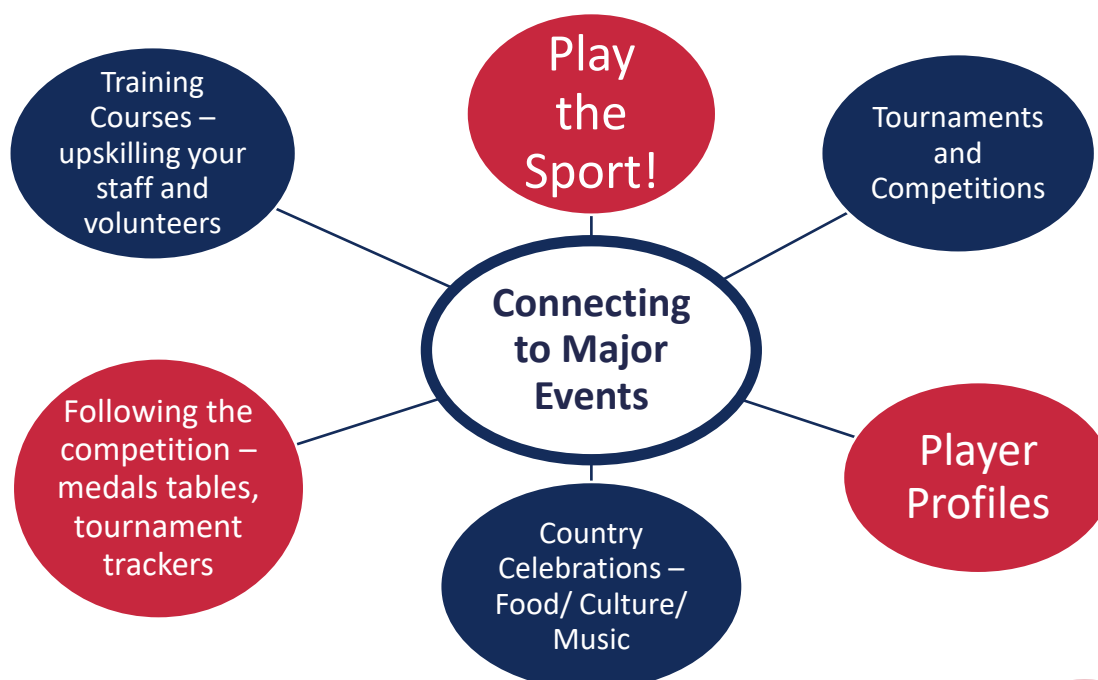 Play
the
Sport!
Training
Courses –
upskilling your
staff and
volunteers
Tournaments
and
Competitions
Connecting
to Major
Events
Following the
competition –
medals tables,
tournament
trackers
Player
Profiles
Country
Celebrations –
Food/ Culture/
Music